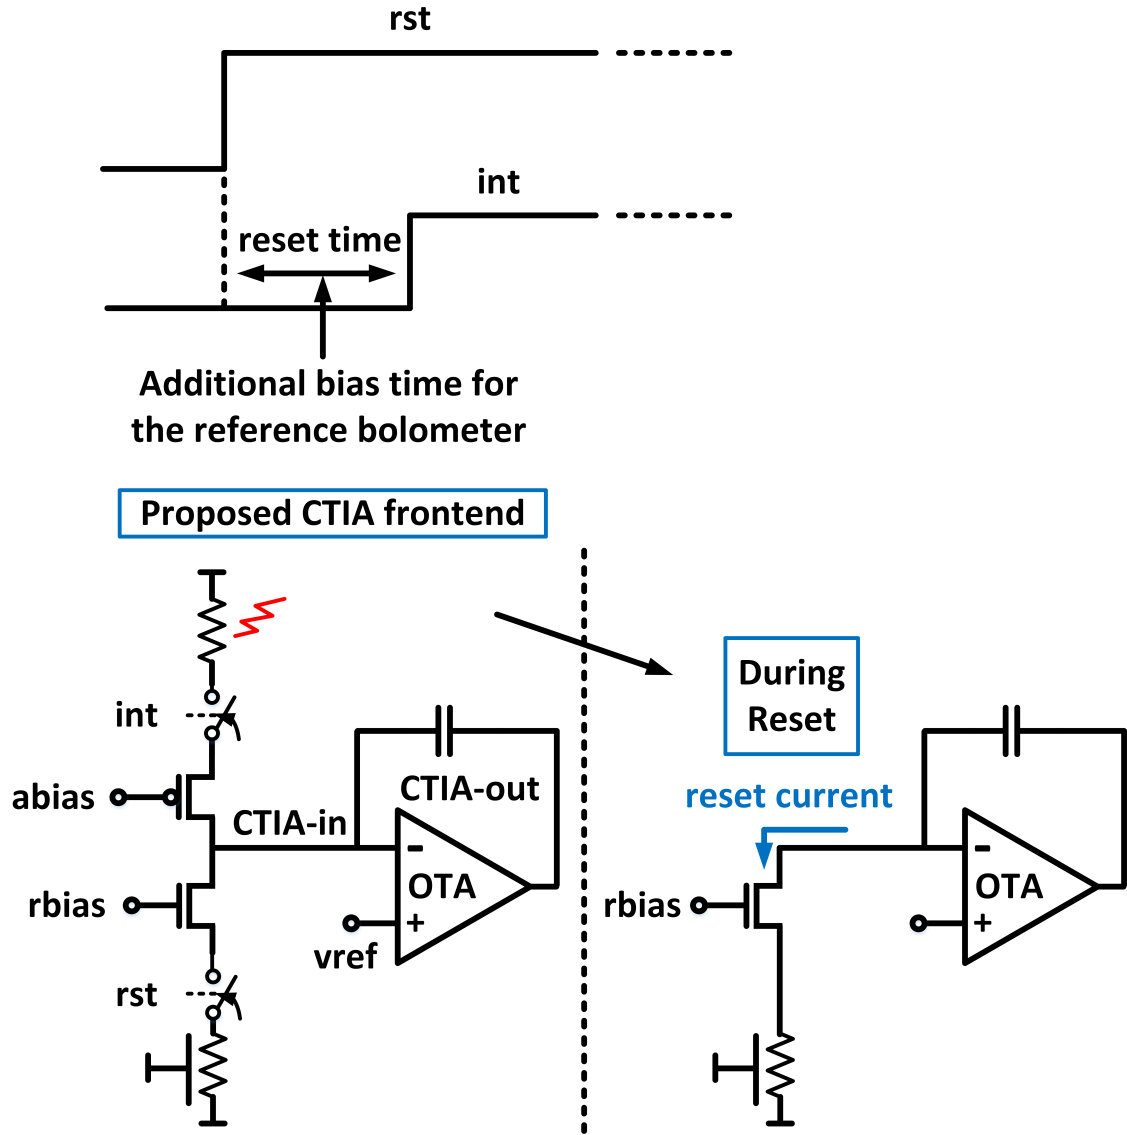 rst
int
reset time
Additional bias time for
the reference bolometer
Proposed CTIA frontend
int
abias
CTIA-in
CTIA-out
rbias
OTA
-
+
vref
rst
During
Reset
reset current
rbias
OTA
-
+